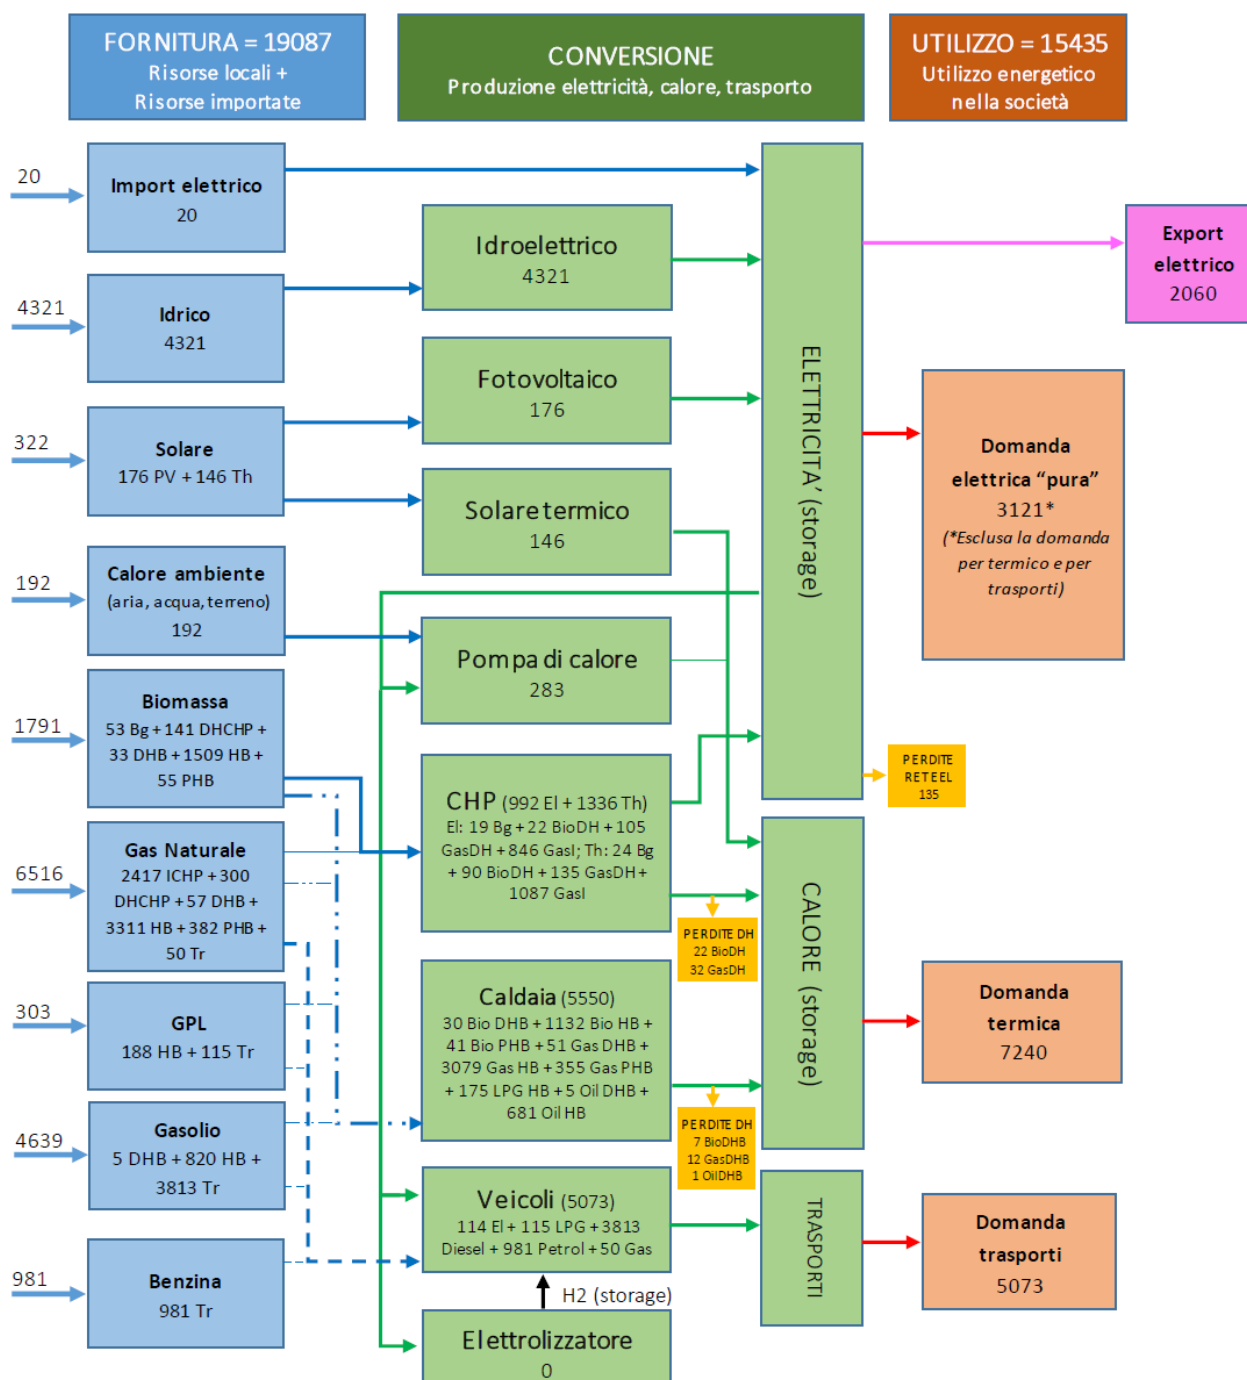 FORNITURA = 19087
Risorse locali +
Risorse importate
CONVERSIONE
Produzione elettricità, calore, trasporto
UTILIZZO = 15435
Utilizzo energetico
nella società
20
Import elettrico
20
4321
Idrico
4321
322
Solare
176 PV + 146 Th
192
Calore ambiente
(aria, acqua, terreno)
192
1791
Biomassa
53 Bg + 141 DHCHP +
33 DHB + 1509 HB +
55 PHB
6516
Gas Naturale
2417 ICHP + 300
DHCHP + 57 DHB +
3311 HB + 382 PHB +
50 Tr
303
GPL
188 HB + 115 Tr
4639
Gasolio
5 DHB + 820 HB +
3813 Tr
981
Benzina
981 Tr
Idroelettrico
4321
Fotovoltaico
176
Solare termico
146
Pompa di calore
283
CHP (992 El + 1336 Th)
El: 19 Bg + 22 BioDH + 105
GasDH + 846 GasI; Th: 24 Bg
+ 90 BioDH + 135 GasDH +
1087 GasI
PERDITE DH
22 BioDH
32 GasDH
Caldaia (5550)
30 Bio DHB + 1132 Bio HB +
41 Bio PHB + 51 Gas DHB +
3079 Gas HB + 355 Gas PHB
+ 175 LPG HB + 5 Oil DHB +
681 Oil HB
PERDITE DH
7 BioDHB
12 GasDHB
1 OilDHB
Veicoli (5073)
114 El + 115 LPG + 3813
Diesel + 981 Petrol + 50 Gas
H2 (storage)
Elettrolizzatore
0
ELETTRICITA' (storage)
CALORE (storage)
TRASPORTI
PERDITE
RETE EL
135
Export
elettrico
2060
Domanda
elettrica “pura”
3121*
(*Esclusa la domanda
per termico e per
trasporti)
Domanda
termica
7240
Domanda
trasporti
5073